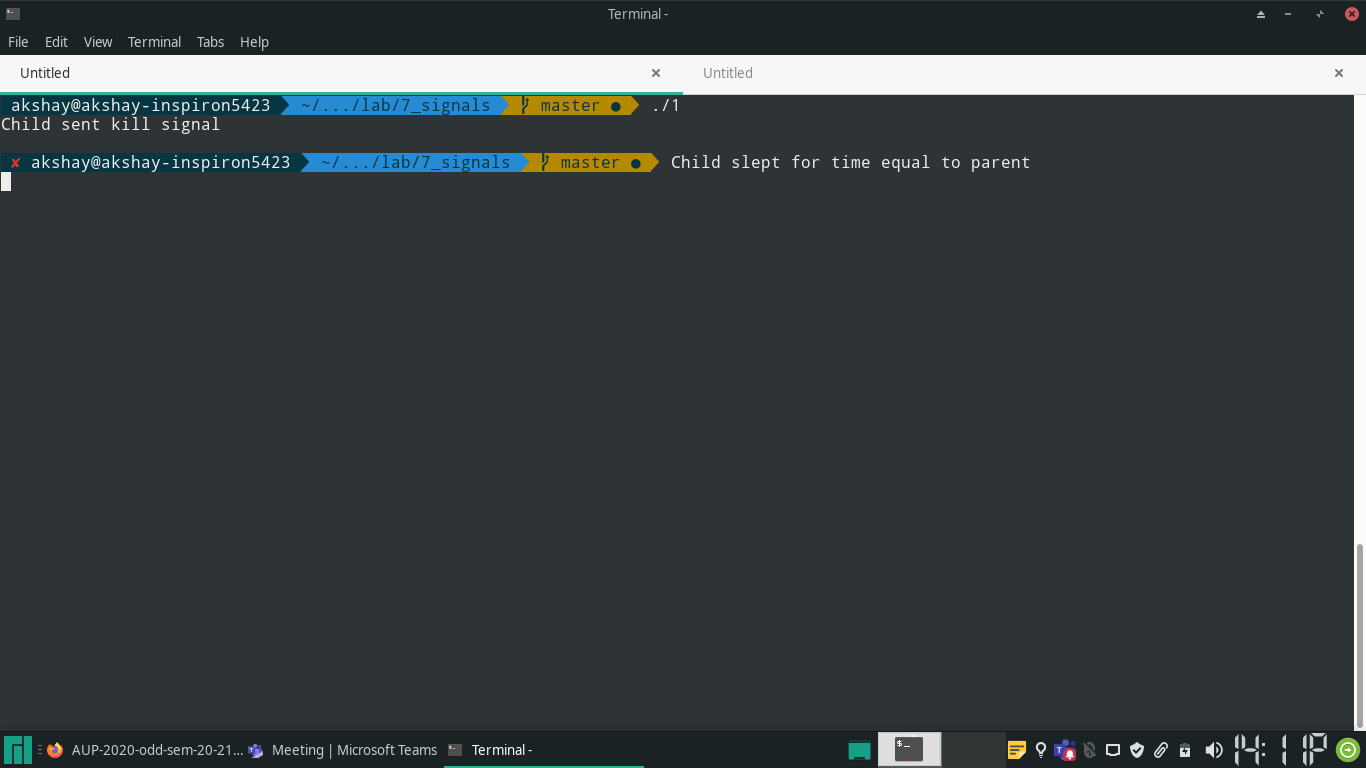 Terminal -
File Edit View Terminal Tabs Help
Untitled Untitled
akshay@akshay-inspiron5423 ~/.../lab/7_signals master ● ./1
Child sent kill signal
✘ akshay@akshay-inspiron5423 ~/.../lab/7_signals master ● Child slept for time equal to parent
AUP-2020-odd-sem-20-21... Meeting | Microsoft Teams Terminal -